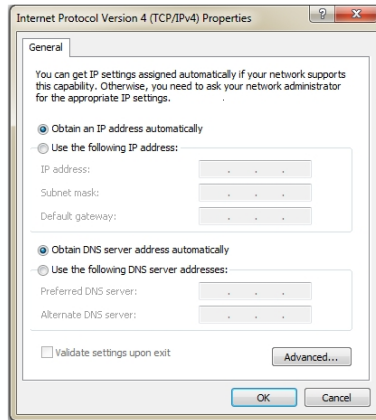 Internet Protocol Version 4 (TCP/IPv4) Properties
General
You can get IP settings assigned automatically if your network supports
this capability. Otherwise, you need to ask your network administrator
for the appropriate IP settings.
Obtain an IP address automatically
Use the following IP address:
IP address:
Subnet mask:
Default gateway:
Obtain DNS server address automatically
Use the following DNS server addresses:
Preferred DNS server:
Alternate DNS server:
Validate settings upon exit
Advanced...
OK
Cancel